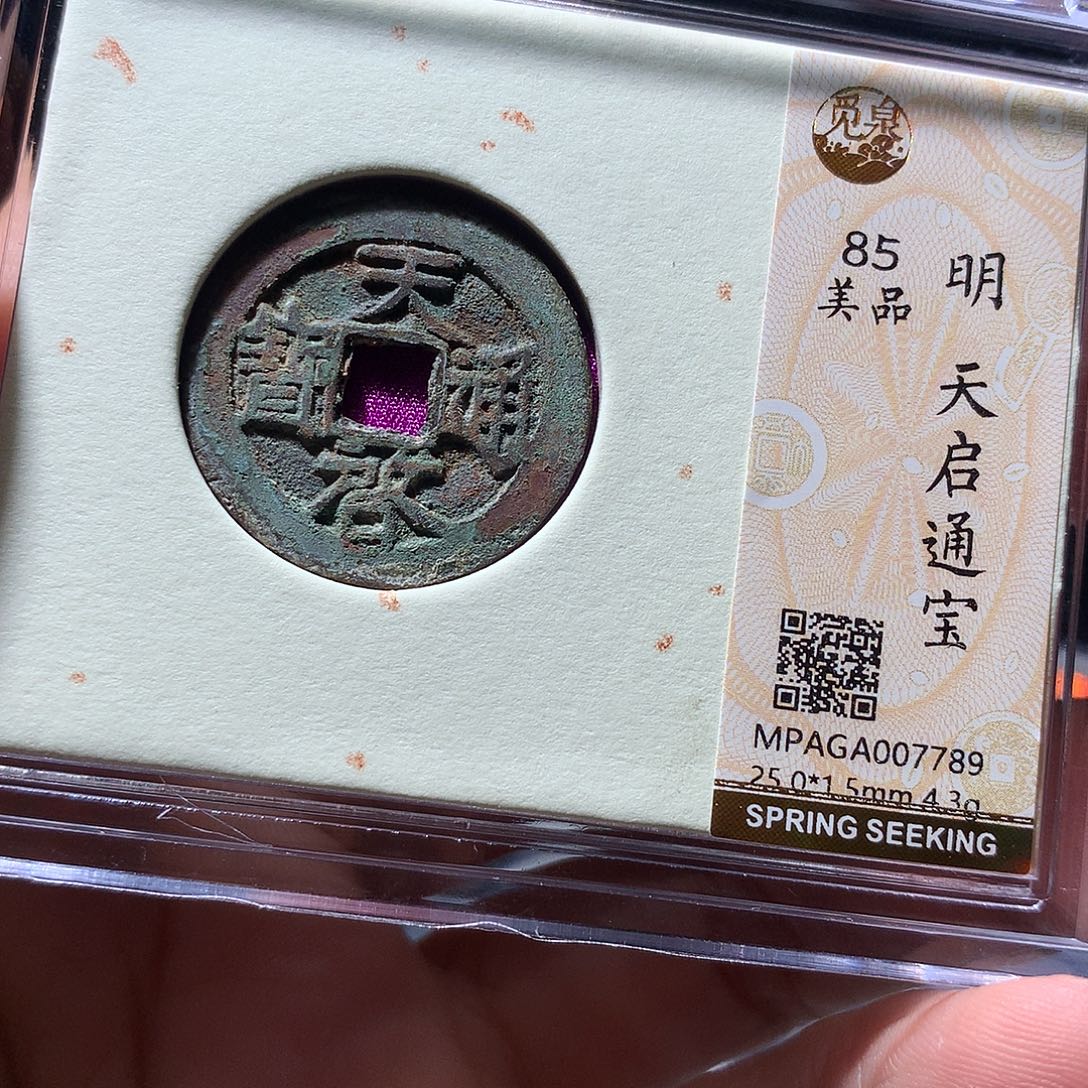 天啓通寳
觅泉
85
美品
明 天启通宝
MPAGA007789
25.0*1.5mm 4.3g
SPRING SEEKING